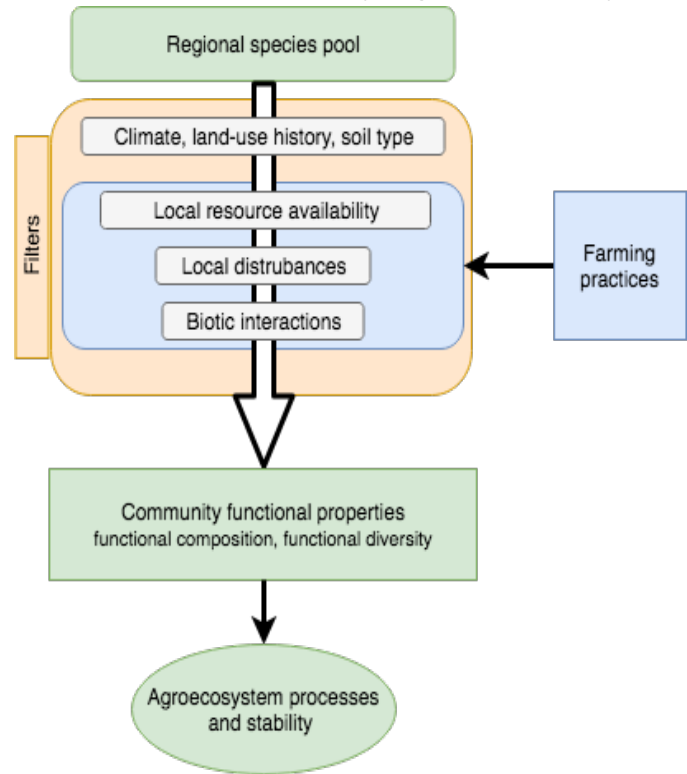 Regional species pool
Climate, land-use history, soil type
Filters
Local resource availability
Local distrubances
Biotic interactions
Farming
practices
Community functional properties
functional composition, functional diversity
Agroecosystem processes
and stability